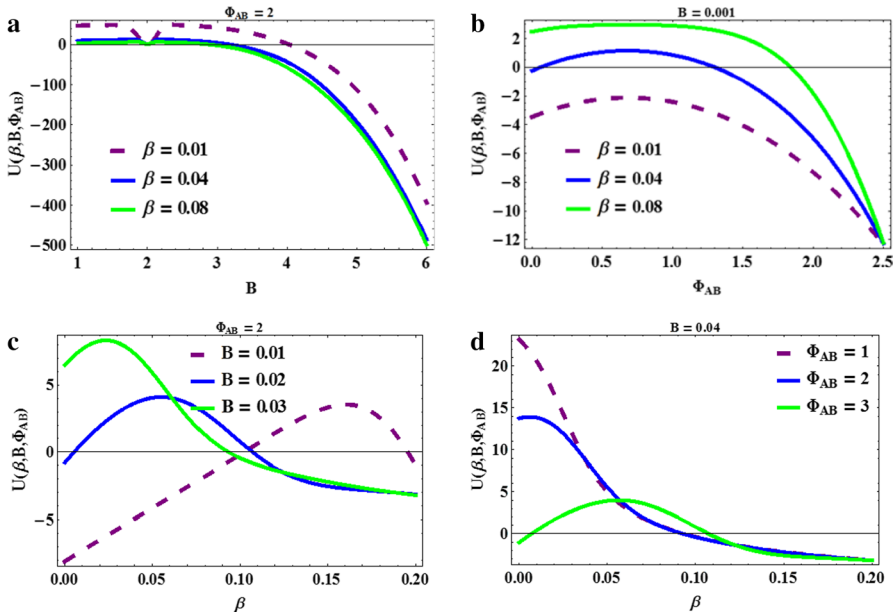 a
Φ_AB = 2
U(β,B,Φ_AB)
0
-100
-200
-300
-400
-500
β = 0.01
β = 0.04
β = 0.08
1 2 3 4 5 6
B
b
B = 0.001
U(β,B,Φ_AB)
2
0
-2
-4
-6
-8
-10
-12
β = 0.01
β = 0.04
β = 0.08
0.0 0.5 1.0 1.5 2.0 2.5
Φ_AB
c
Φ_AB = 2
U(β,B,Φ_AB)
5
0
-5
B = 0.01
B = 0.02
B = 0.03
0.00 0.05 0.10 0.15 0.20
β
d
B = 0.04
U(β,B,Φ_AB)
20
15
10
5
0
Φ_AB = 1
Φ_AB = 2
Φ_AB = 3
0.00 0.05 0.10 0.15 0.20
β